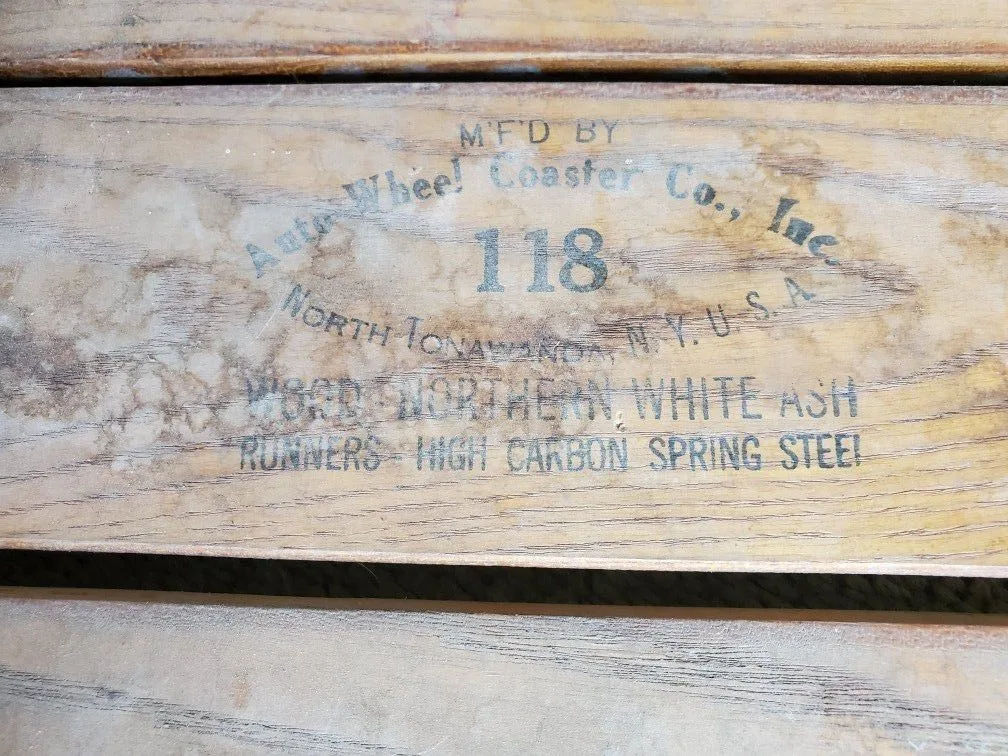 M'F'D BY
Auto-Wheel Coaster Co., Inc.
118
NORTH TONAWANDA, N.Y. U-S.A.
WOOD-NORTHERN WHITE ASH
RUNNERS-HIGH CARBON SPRING STEEL